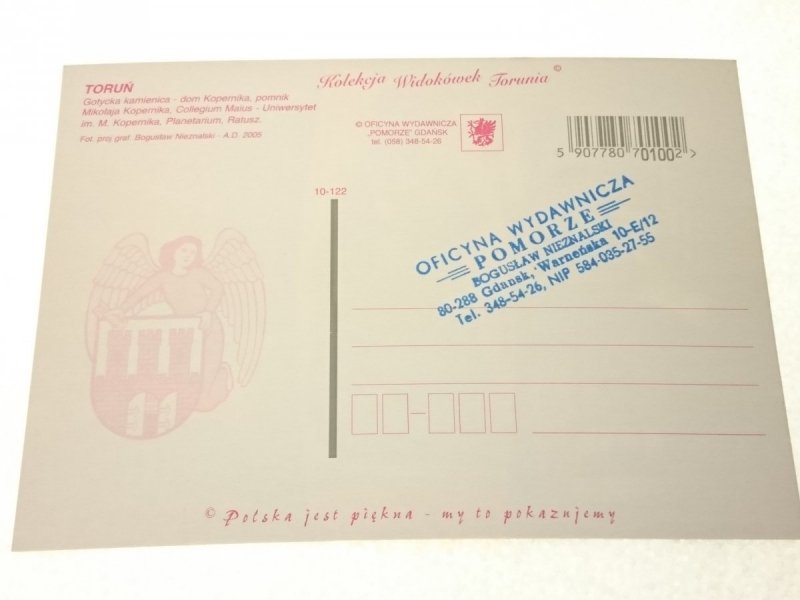 Kolekcja Widokówek Torunia ©
TORUŃ
Gotycka kamienica - dom Kopernika, pomnik
Mikołaja Kopernika, Collegium Maius - Uniwersytet
im. M. Kopernika, Planetarium, Ratusz.
Fot. proj graf. Bogusław Nieznalski - A.D. 2005
© OFICYNA WYDAWNICZA
„POMORZE” GDAŃSK
tel. (058) 348-54-26
5 907780 701002 >
10-122
OFICYNA WYDAWNICZA
POMORZE
BOGUSŁAW NIEZNALSKI
80-288 Gdańsk, Warneńska 10-E/12
Tel. 348-54-26, NIP 584-035-27-55
© Polska jest piękna - my to pokazujemy